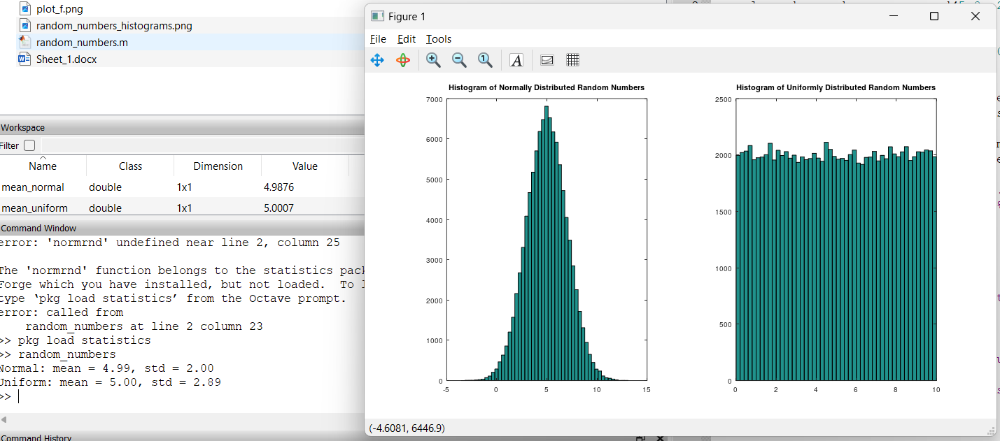 plot_f.png
random_numbers_histograms.png
random_numbers.m
Sheet_1.docx
Workspace
Filter
Name Class Dimension Value
mean_normal double 1x1 4.9876
mean_uniform double 1x1 5.0007
Command Window
error: 'normrnd' undefined near line 2, column 25
The 'normrnd' function belongs to the statistics pack
Forge which you have installed, but not loaded. To l
type ‘pkg load statistics’ from the Octave prompt.
error: called from
random_numbers at line 2 column 23
>> pkg load statistics
>> random_numbers
Normal: mean = 4.99, std = 2.00
Uniform: mean = 5.00, std = 2.89
>>
Command History
Figure 1
File Edit Tools
Histogram of Normally Distributed Random Numbers
7000
6000
5000
4000
3000
2000
1000
0
-5 0 5 10 15
Histogram of Uniformly Distributed Random Numbers
2500
2000
1500
1000
500
0
0 2 4 6 8 10
(-4.6081, 6446.9)